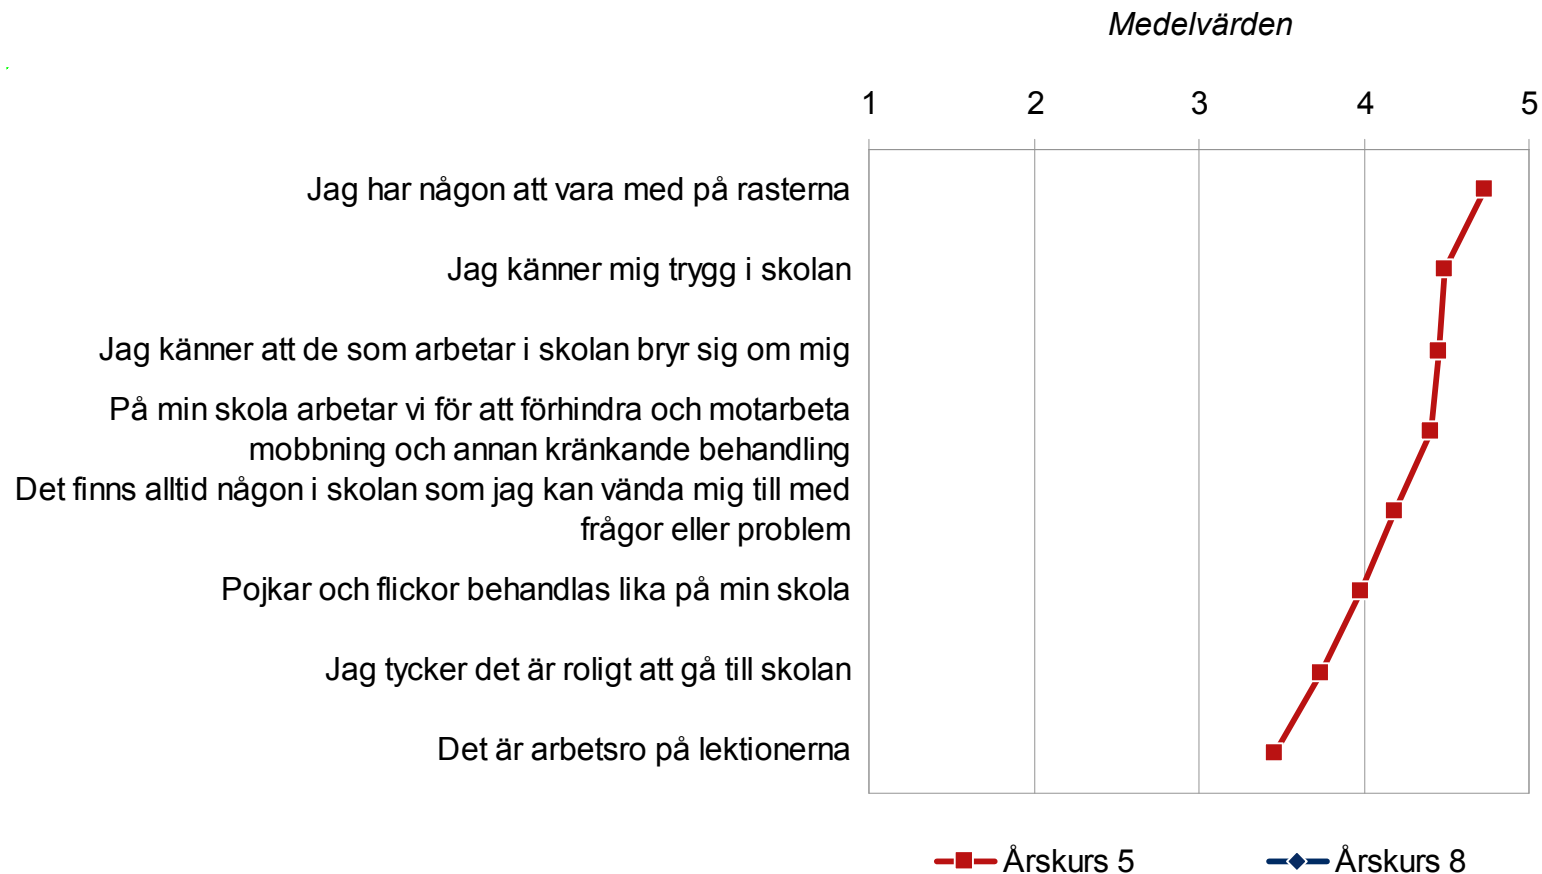 Medelvärden
1 2 3 4 5
Jag har någon att vara med på rasterna
Jag känner mig trygg i skolan
Jag känner att de som arbetar i skolan bryr sig om mig
På min skola arbetar vi för att förhindra och motarbeta
mobbning och annan kränkande behandling
Det finns alltid någon i skolan som jag kan vända mig till med
frågor eller problem
Pojkar och flickor behandlas lika på min skola
Jag tycker det är roligt att gå till skolan
Det är arbetsro på lektionerna
Årskurs 5 Årskurs 8